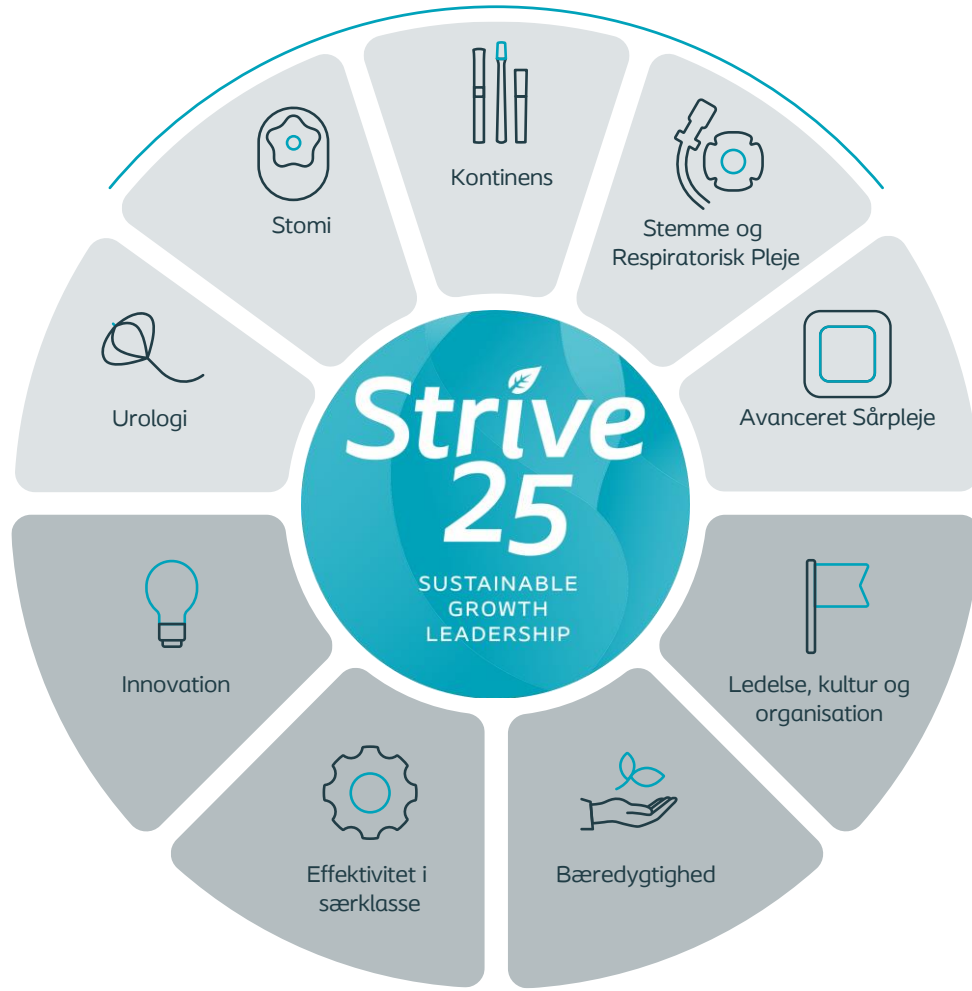 Kontinens
Stomi
Stemme og
Respiratorisk Pleje
Urologi
Avanceret Sårpleje
Strive
25
SUSTAINABLE
GROWTH
LEADERSHIP
Innovation
Ledelse, kultur og
organisation
Effektivitet i
særklasse
Bæredygtighed